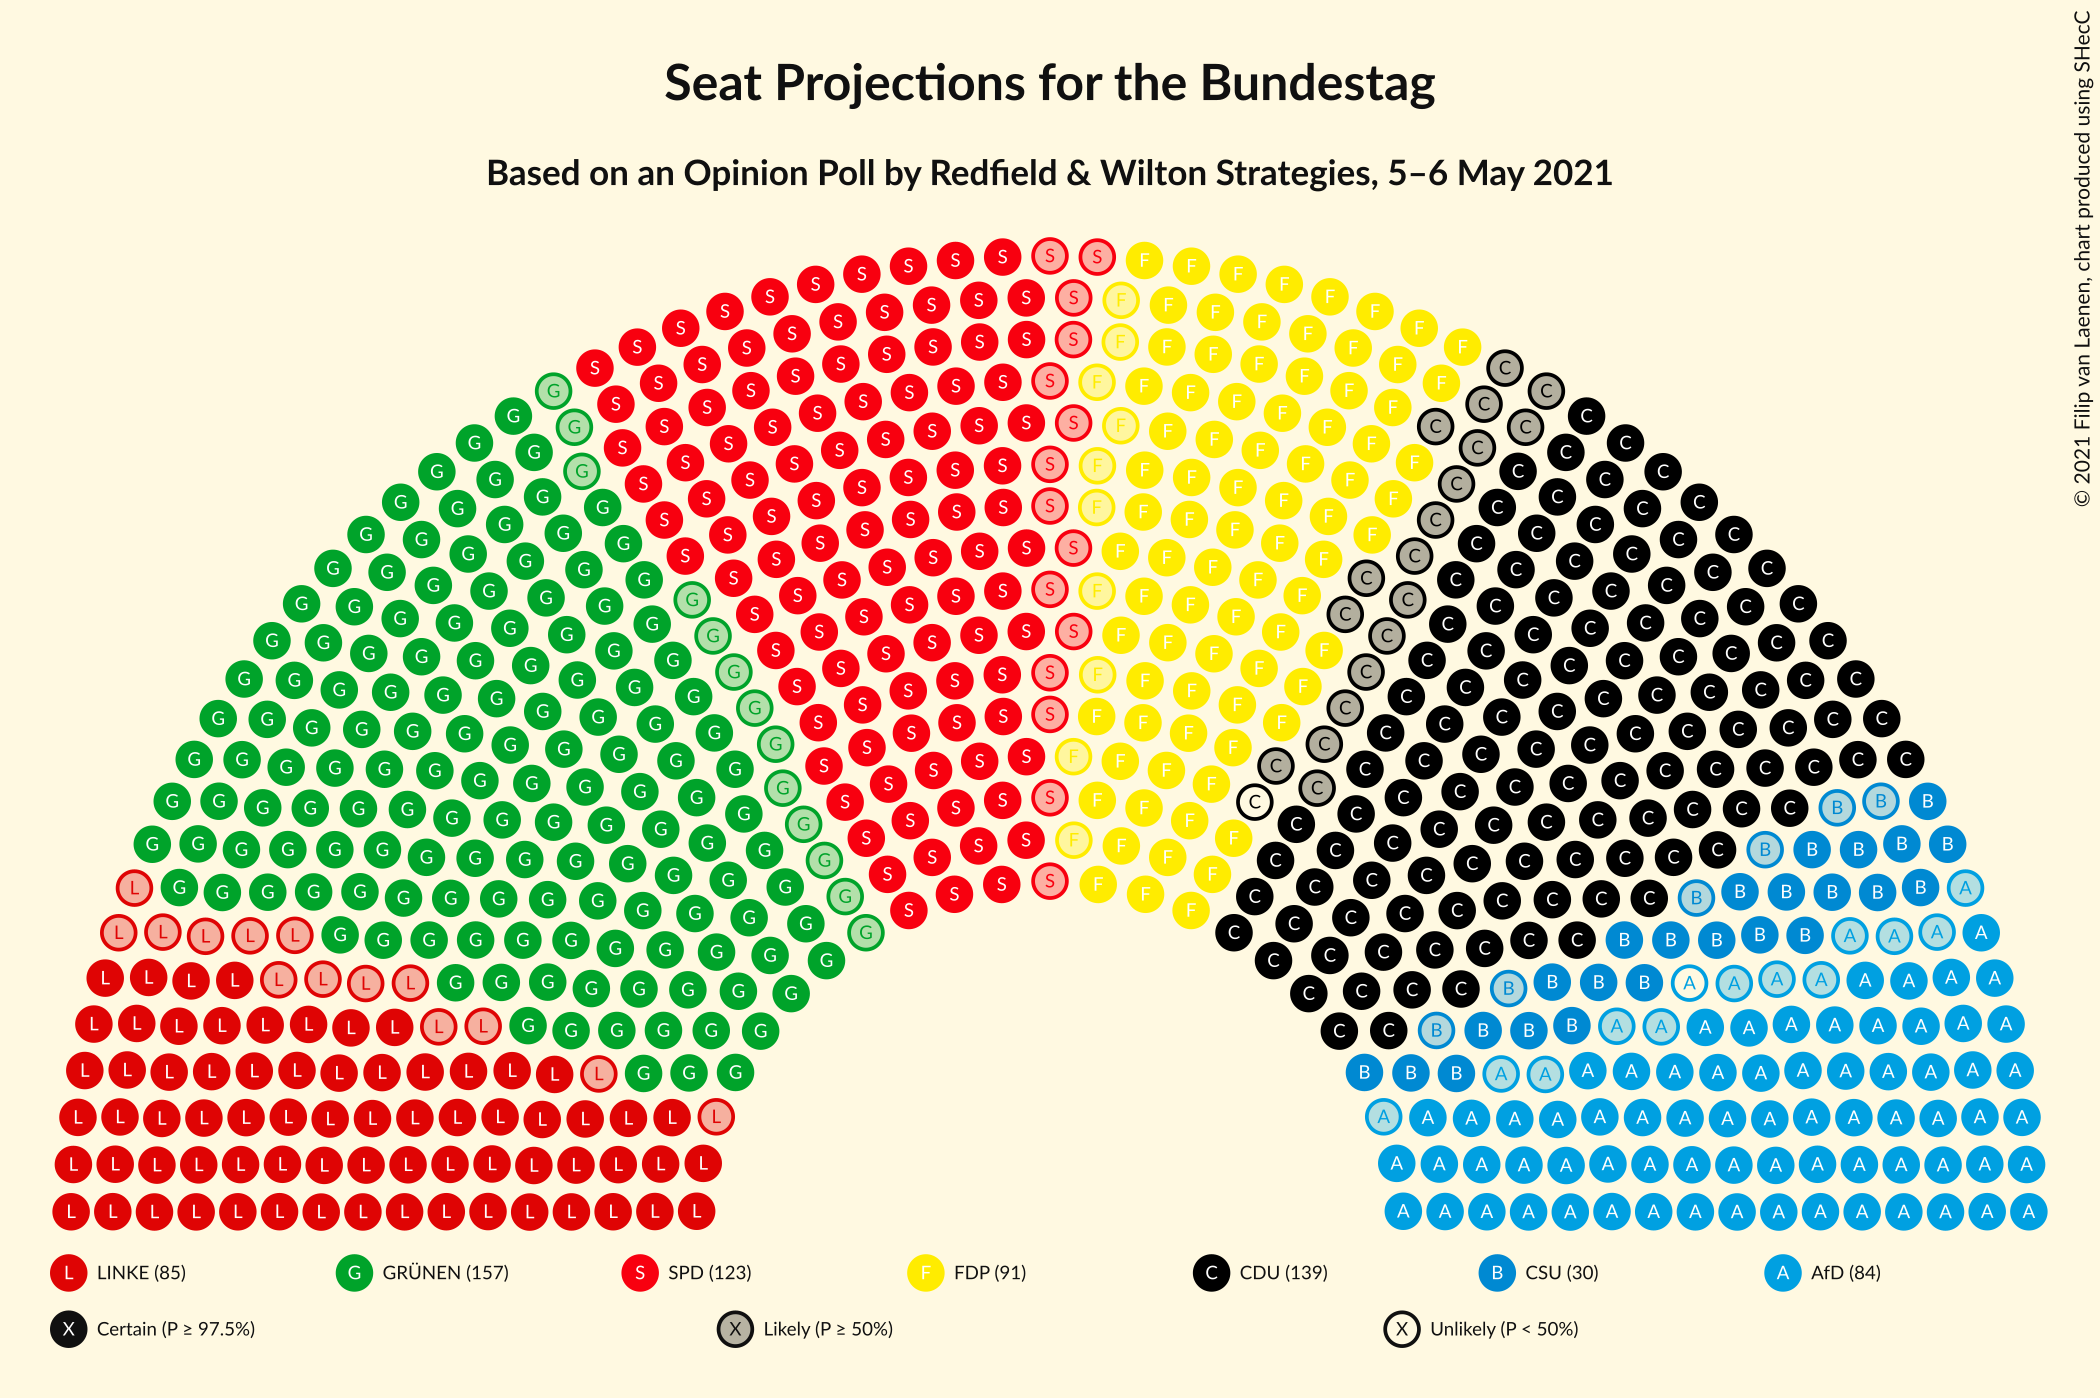 Seat Projections for the Bundestag
Based on an Opinion Poll by Redfield & Wilton Strategies, 5–6 May 2021
© 2021 Filip van Laenen, chart produced using SHecC
L LINKE (85) G GRÜNEN (157) S SPD (123) F FDP (91) C CDU (139) B CSU (30) A AfD (84)
X Certain (P ≥ 97.5%) X Likely (P ≥ 50%) X Unlikely (P < 50%)